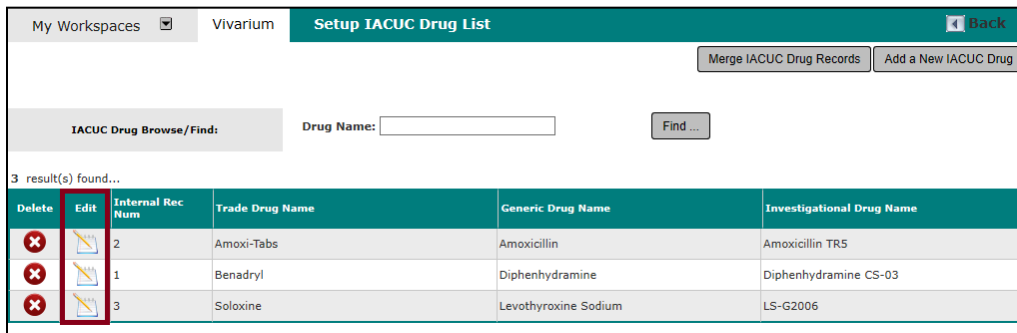 My Workspaces Vivarium Setup IACUC Drug List Back
Merge IACUC Drug Records Add a New IACUC Drug
IACUC Drug Browse/Find: Drug Name: Find ...
3 result(s) found...
Delete Edit Internal Rec Num Trade Drug Name Generic Drug Name Investigational Drug Name
2 Amoxi-Tabs Amoxicillin Amoxicillin TR5
1 Benadryl Diphenhydramine Diphenhydramine CS-03
3 Soloxine Levothyroxine Sodium LS-G2006